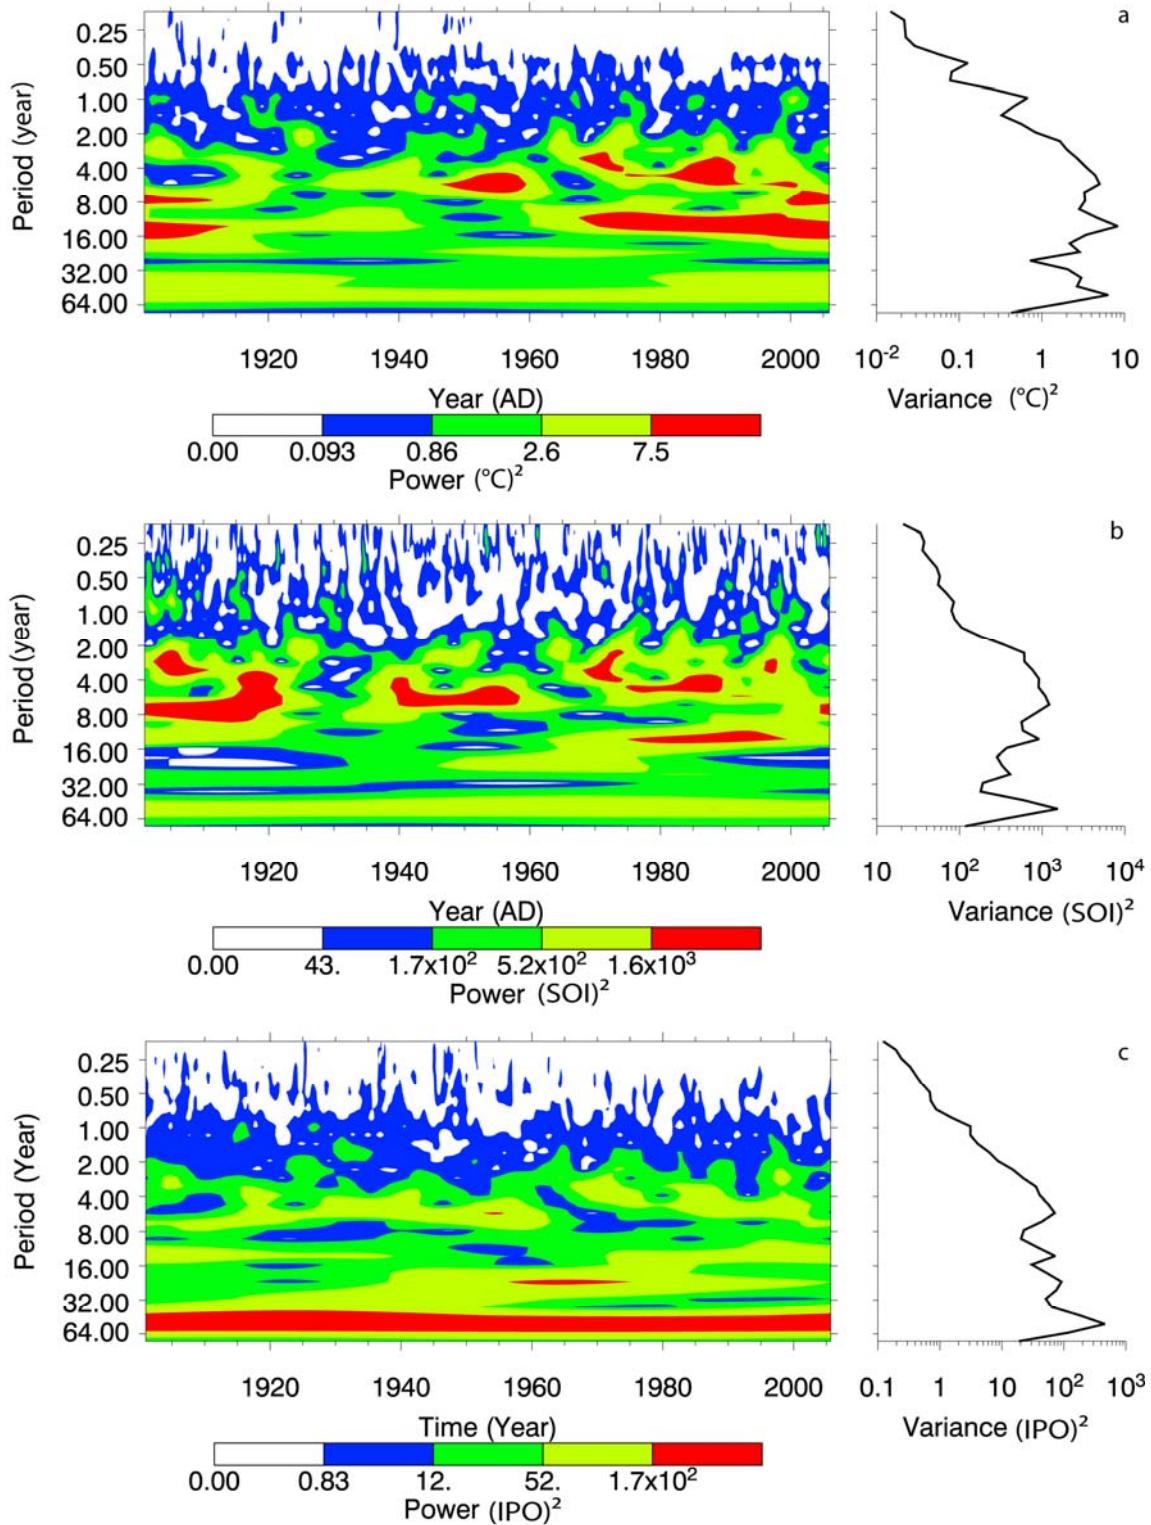 a
0.25
0.50
1.00
2.00
4.00
8.00
16.00
32.00
64.00
Period (year)
1920 1940 1960 1980 2000
Year (AD)
10⁻² 0.1 1 10
Variance (°C)²
0.00 0.093 0.86 2.6 7.5
Power (°C)²
b
0.25
0.50
1.00
2.00
4.00
8.00
16.00
32.00
64.00
Period (year)
1920 1940 1960 1980 2000
Year (AD)
10 10² 10³ 10⁴
Variance (SOI)²
0.00 43. 1.7x10² 5.2x10² 1.6x10³
Power (SOI)²
c
0.25
0.50
1.00
2.00
4.00
8.00
16.00
32.00
64.00
Period (Year)
1920 1940 1960 1980 2000
Time (Year)
0.1 1 10 10² 10³
Variance (IPO)²
0.00 0.83 12. 52. 1.7x10²
Power (IPO)²